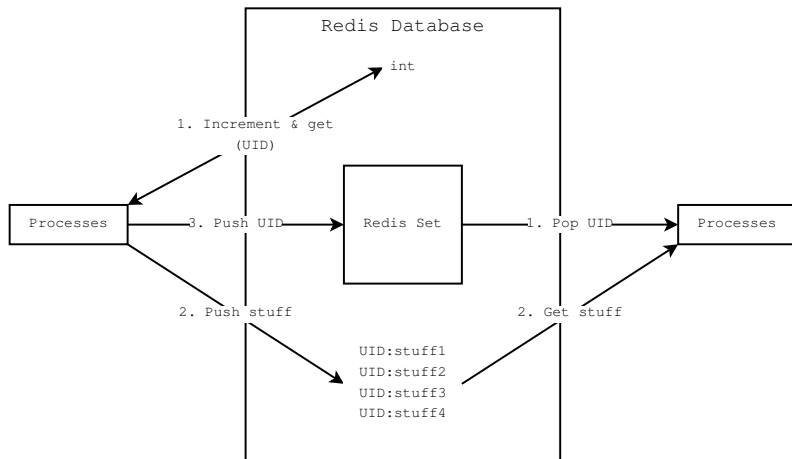 Redis Database
int
1. Increment & get
(UID)
Processes
3. Push UID
Redis Set
1. Pop UID
Processes
2. Push stuff
2. Get stuff
UID:stuff1
UID:stuff2
UID:stuff3
UID:stuff4